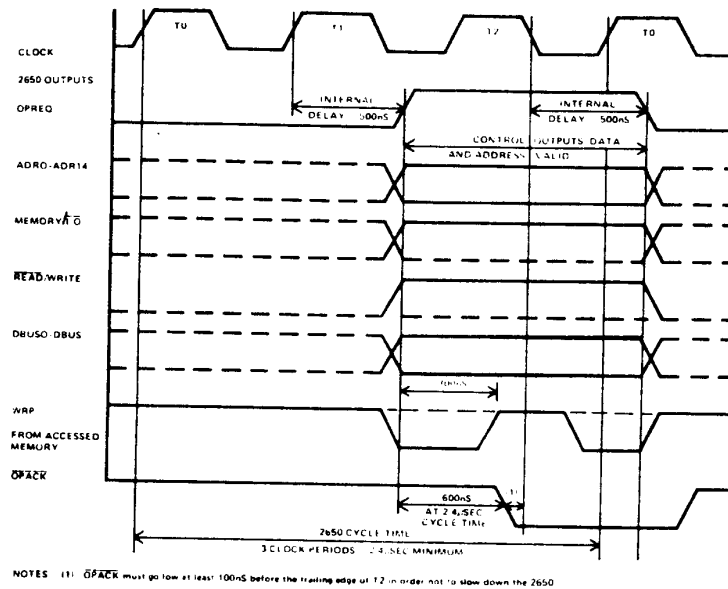 T0
T1
T2
T0
CLOCK
2650 OUTPUTS
OPREQ
INTERNAL
DELAY 500nS
INTERNAL
DELAY 500nS
CONTROL OUTPUTS DATA
AND ADDRESS VALID
ADR0-ADR14
MEMORY/IO
READ/WRITE
DBUS0-DBUS
WRP
FROM ACCESSED
MEMORY
OPACK
600nS
AT 2.4µSEC
CYCLE TIME
2650 CYCLE TIME
3 CLOCK PERIODS 2.4µSEC MINIMUM
NOTES (1) OPACK must go low at least 100nS before the trailing edge of T2 in order not to slow down the 2650